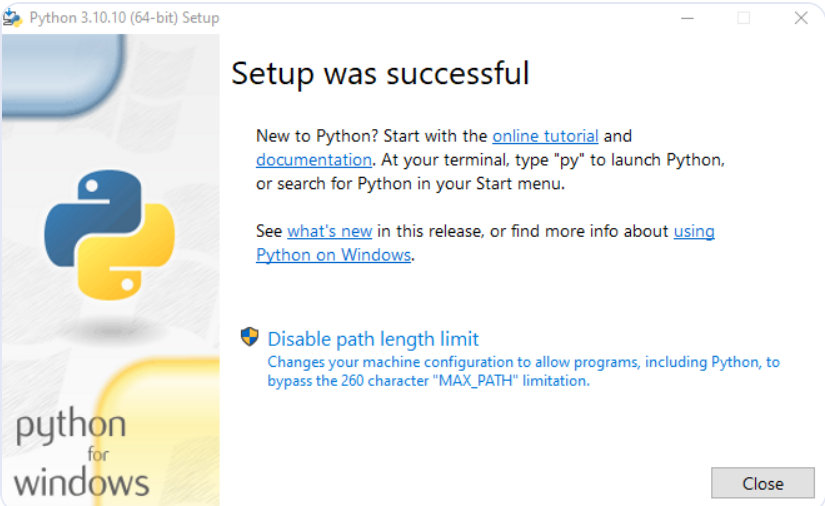 Python 3.10.10 (64-bit) Setup
Setup was successful
New to Python? Start with the online tutorial and
documentation. At your terminal, type "py" to launch Python,
or search for Python in your Start menu.
See what's new in this release, or find more info about using
Python on Windows.
Disable path length limit
Changes your machine configuration to allow programs, including Python, to
bypass the 260 character "MAX_PATH" limitation.
python
for
windows
Close